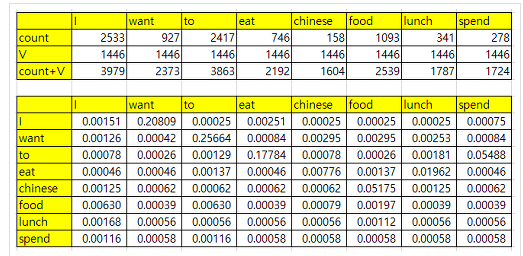 I want to eat chinese food lunch spend
count 2533 927 2417 746 158 1093 341 278
V 1446 1446 1446 1446 1446 1446 1446 1446
count+V 3979 2373 3863 2192 1604 2539 1787 1724
I want to eat chinese food lunch spend
I 0.00151 0.20809 0.00025 0.00251 0.00025 0.00025 0.00025 0.00075
want 0.00126 0.00042 0.25664 0.00084 0.00295 0.00295 0.00253 0.00084
to 0.00078 0.00026 0.00129 0.17784 0.00078 0.00026 0.00181 0.05488
eat 0.00046 0.00046 0.00137 0.00046 0.00776 0.00137 0.01962 0.00046
chinese 0.00125 0.00062 0.00062 0.00062 0.00062 0.05175 0.00125 0.00062
food 0.00630 0.00039 0.00630 0.00039 0.00079 0.00197 0.00039 0.00039
lunch 0.00168 0.00056 0.00056 0.00056 0.00056 0.00112 0.00056 0.00056
spend 0.00116 0.00058 0.00116 0.00058 0.00058 0.00058 0.00058 0.00058